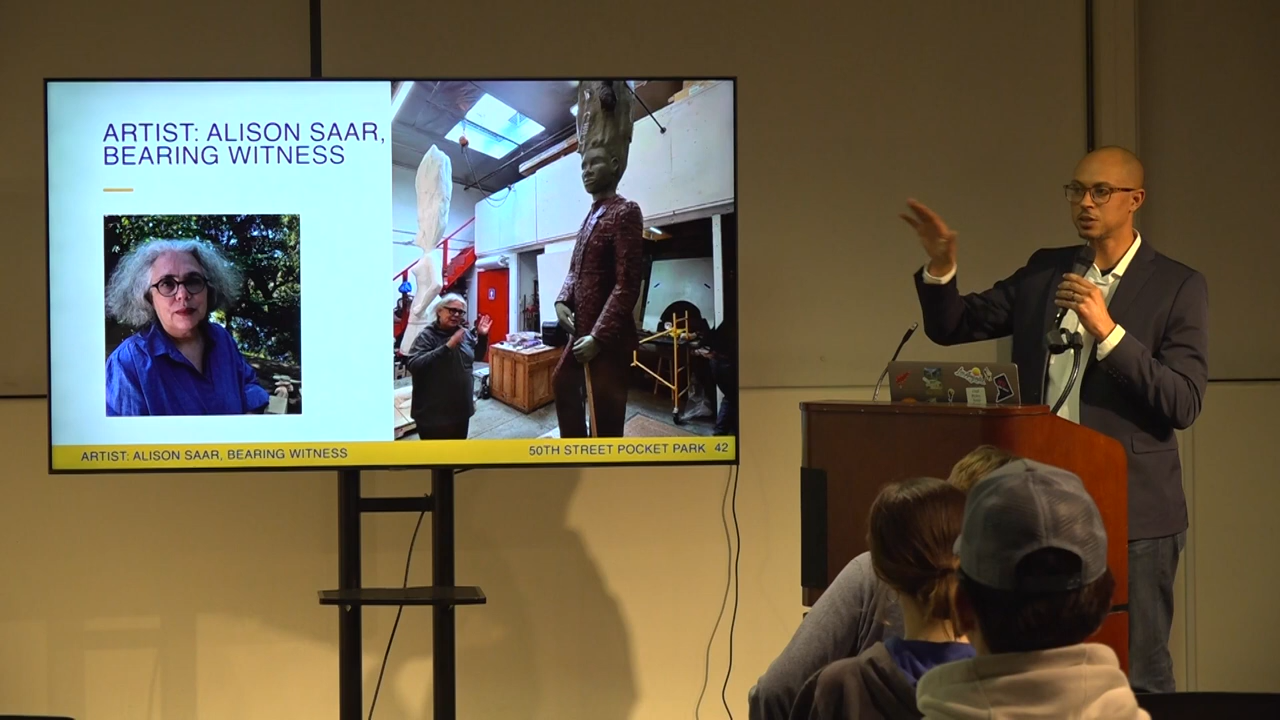 ARTIST: ALISON SAAR,
BEARING WITNESS
ARTIST: ALISON SAAR, BEARING WITNESS
50TH STREET POCKET PARK 42